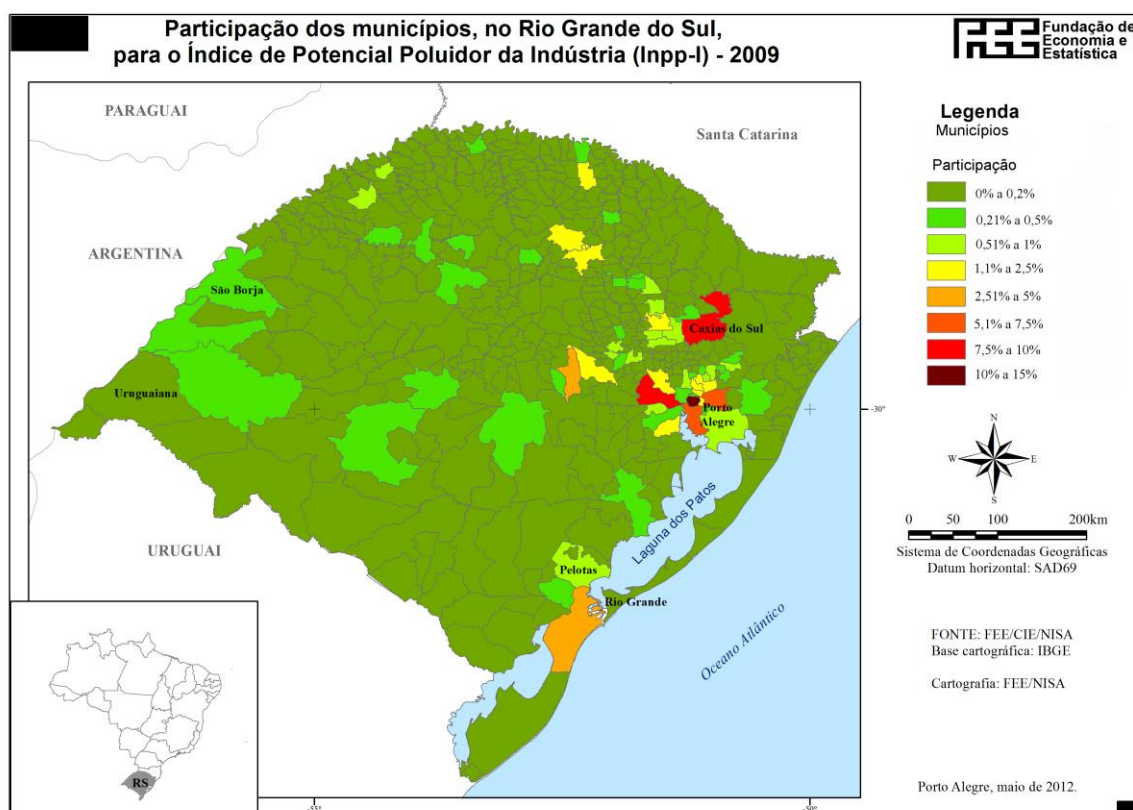 Participação dos municípios, no Rio Grande do Sul,
para o Índice de Potencial Poluidor da Indústria (Inpp-I) - 2009
FEE
Fundação de
Economia e
Estatística
PARAGUAI
Santa Catarina
ARGENTINA
São Borja
Caxias do Sul
Uruguaiana
Porto
Alegre
-30°
URUGUAI
Laguna dos Patos
Pelotas
Rio Grande
Oceano Atlântico
RS
-55°
-50°
Legenda
Municípios
Participação
0% a 0,2%
0,21% a 0,5%
0,51% a 1%
1,1% a 2,5%
2,51% a 5%
5,1% a 7,5%
7,5% a 10%
10% a 15%
N
W
E
S
0 50 100 200km
Sistema de Coordenadas Geográficas
Datum horizontal: SAD69
FONTE: FEE/CIE/NISA
Base cartográfica: IBGE
Cartografia: FEE/NISA
Porto Alegre, maio de 2012.